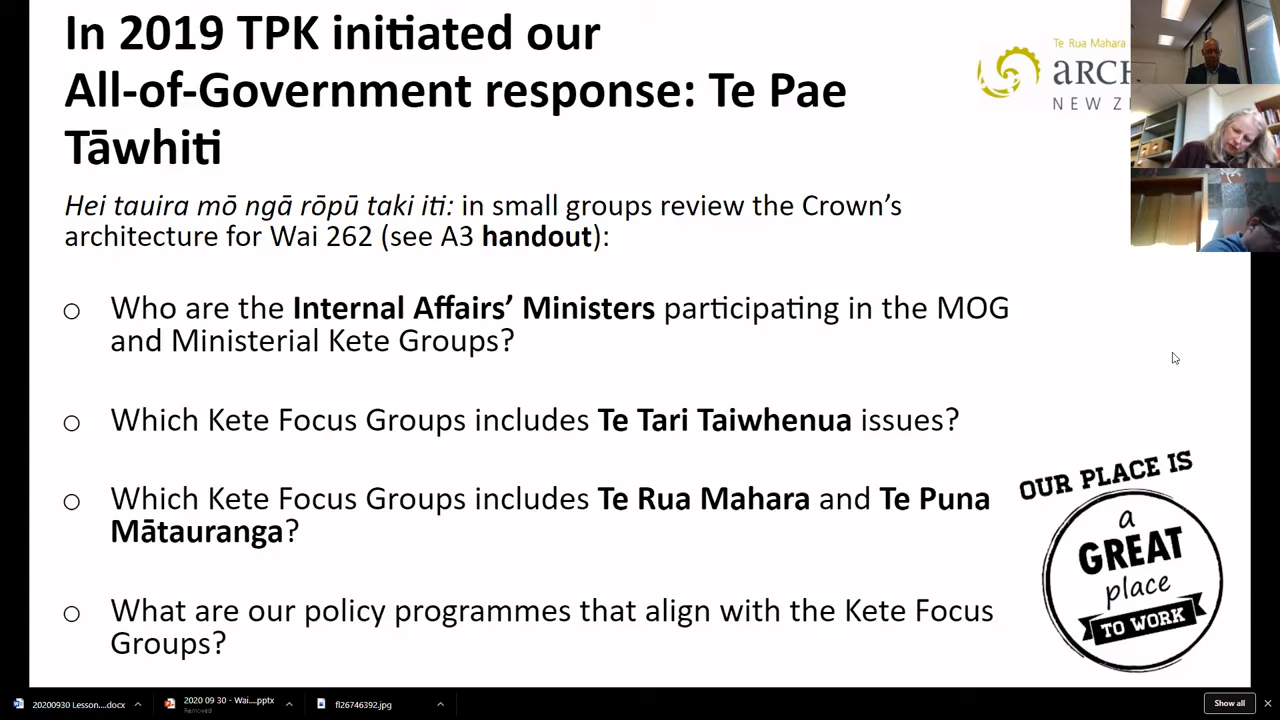 In 2019 TPK initiated our
All-of-Government response: Te Pae
Tāwhiti
Te Rua Mahara
ARCH
NEW Z
Hei tauira mō ngā rōpū taki iti: in small groups review the Crown’s
architecture for Wai 262 (see A3 handout):
○ Who are the Internal Affairs’ Ministers participating in the MOG
and Ministerial Kete Groups?
○ Which Kete Focus Groups includes Te Tari Taiwhenua issues?
○ Which Kete Focus Groups includes Te Rua Mahara and Te Puna
Mātauranga?
○ What are our policy programmes that align with the Kete Focus
Groups?
OUR PLACE IS
a
GREAT
place
TO WORK
20200930 Lesson....docx
2020 09 30 - Wai....pptx
Removed
fl26746392.jpg
Show all